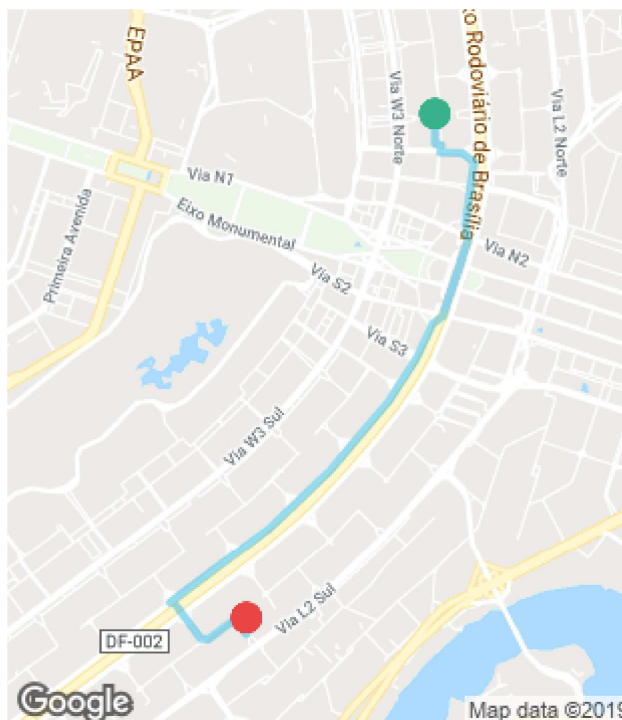 EPAA
xo Rodoviário de Brasília
Via W3 Norte
Via L2 Norte
Via N1
Eixo Monumental
Via N2
Primeira Avenida
Via S2
Via S3
Via W3 Sul
Via L2 Sul
DF-002
Google
Map data ©2019